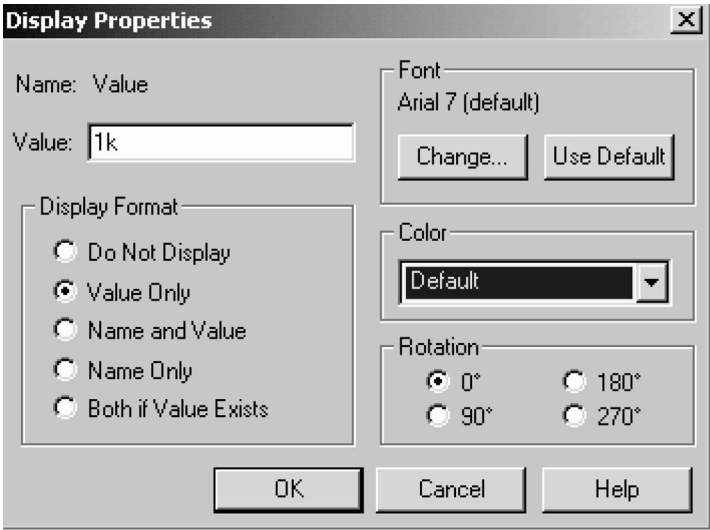 Display Properties
Name: Value
Value: 1k
Display Format
Do Not Display
Value Only
Name and Value
Name Only
Both if Value Exists
Font
Arial 7 (default)
Change... Use Default
Color
Default
Rotation
0° 180°
90° 270°
OK Cancel Help